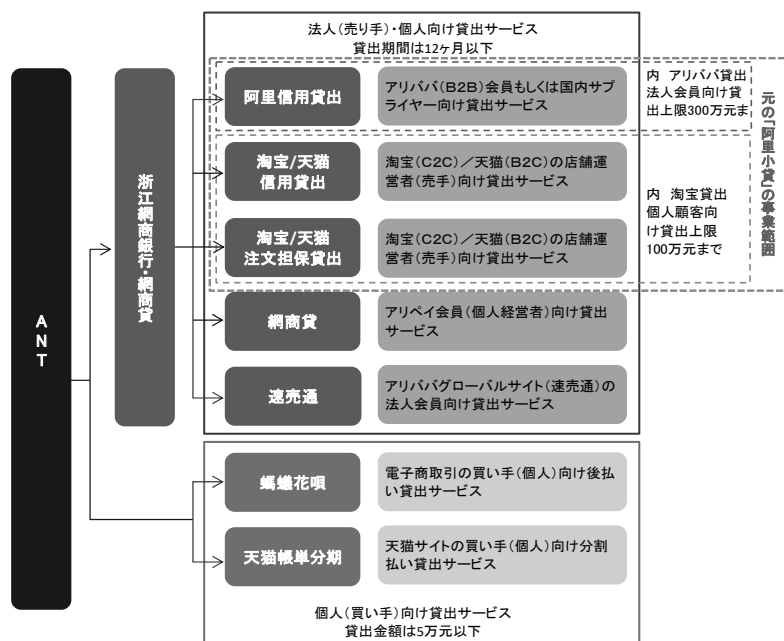 法人(売り手)・個人向け貸出サービス
貸出期間は12ヶ月以下
ANT
浙江網商銀行・網商貸
阿里信用貸出
アリババ(B2B)会員もしくは国内サプ
ライヤー向け貸出サービス
内 アリババ貸出
法人会員向け貸
出上限300万元ま
元の「阿里小貸」の事業範囲
淘宝/天猫
信用貸出
淘宝(C2C)/天猫(B2C)の店舗運
営者(売手)向け貸出サービス
内 淘宝貸出
個人顧客向
け貸出上限
100万元まで
淘宝/天猫
注文担保貸出
淘宝(C2C)/天猫(B2C)の店舗運
営者(売手)向け貸出サービス
網商貸
アリペイ会員(個人経営者)向け貸出
サービス
速売通
アリババグローバルサイト(速売通)の
法人会員向け貸出サービス
螞蟻花唄
電子商取引の買い手(個人)向け後払
い貸出サービス
天猫帳単分期
天猫サイトの買い手(個人)向け分割
払い貸出サービス
個人(買い手)向け貸出サービス
貸出金額は5万元以下